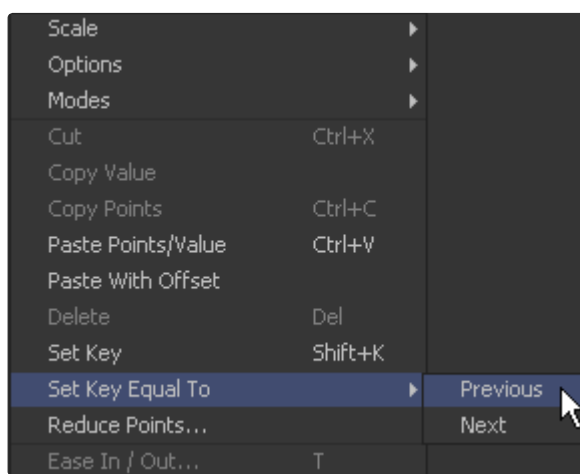 Scale
Options
Modes
Cut Ctrl+X
Copy Value
Copy Points Ctrl+C
Paste Points/Value Ctrl+V
Paste With Offset
Delete Del
Set Key Shift+K
Set Key Equal To Previous
Reduce Points... Next
Ease In / Out... T